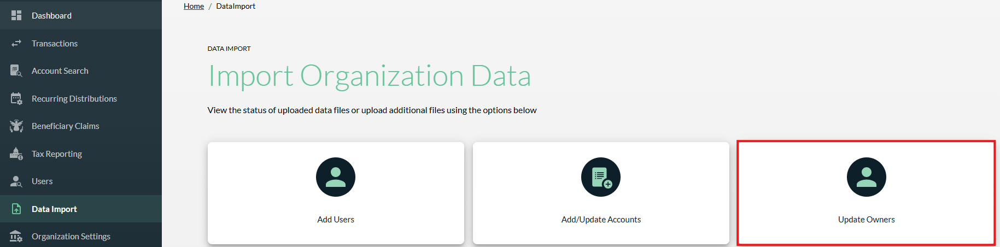 Dashboard
Transactions
Account Search
Recurring Distributions
Beneficiary Claims
Tax Reporting
Users
Data Import
Organization Settings
Home / DataImport
DATA IMPORT
Import Organization Data
View the status of uploaded data files or upload additional files using the options below
Add Users
Add/Update Accounts
Update Owners